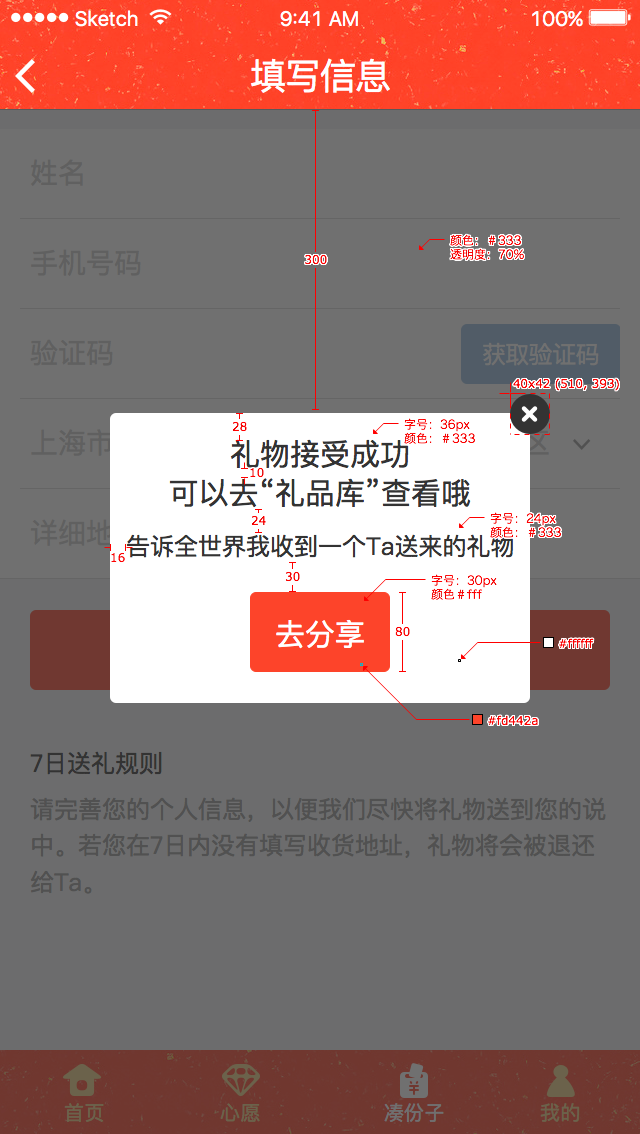 Sketch 9:41 AM 100%
填写信息
姓名
颜色：＃333
透明度：70%
300
手机号码
验证码 获取验证码
40x42 (510, 393)
字号：36px
颜色：＃333
28
上海市 区
礼物接受成功
10
可以去“礼品库”查看哦
24
字号：24px
颜色：＃333
详细地
16
告诉全世界我收到一个Ta送来的礼物
30
字号：30px
颜色＃fff
去分享
80
#ffffff
#fd442a
7日送礼规则
请完善您的个人信息，以便我们尽快将礼物送到您的说
中。若您在7日内没有填写收货地址，礼物将会被退还
给Ta。
首页 心愿 凑份子 我的